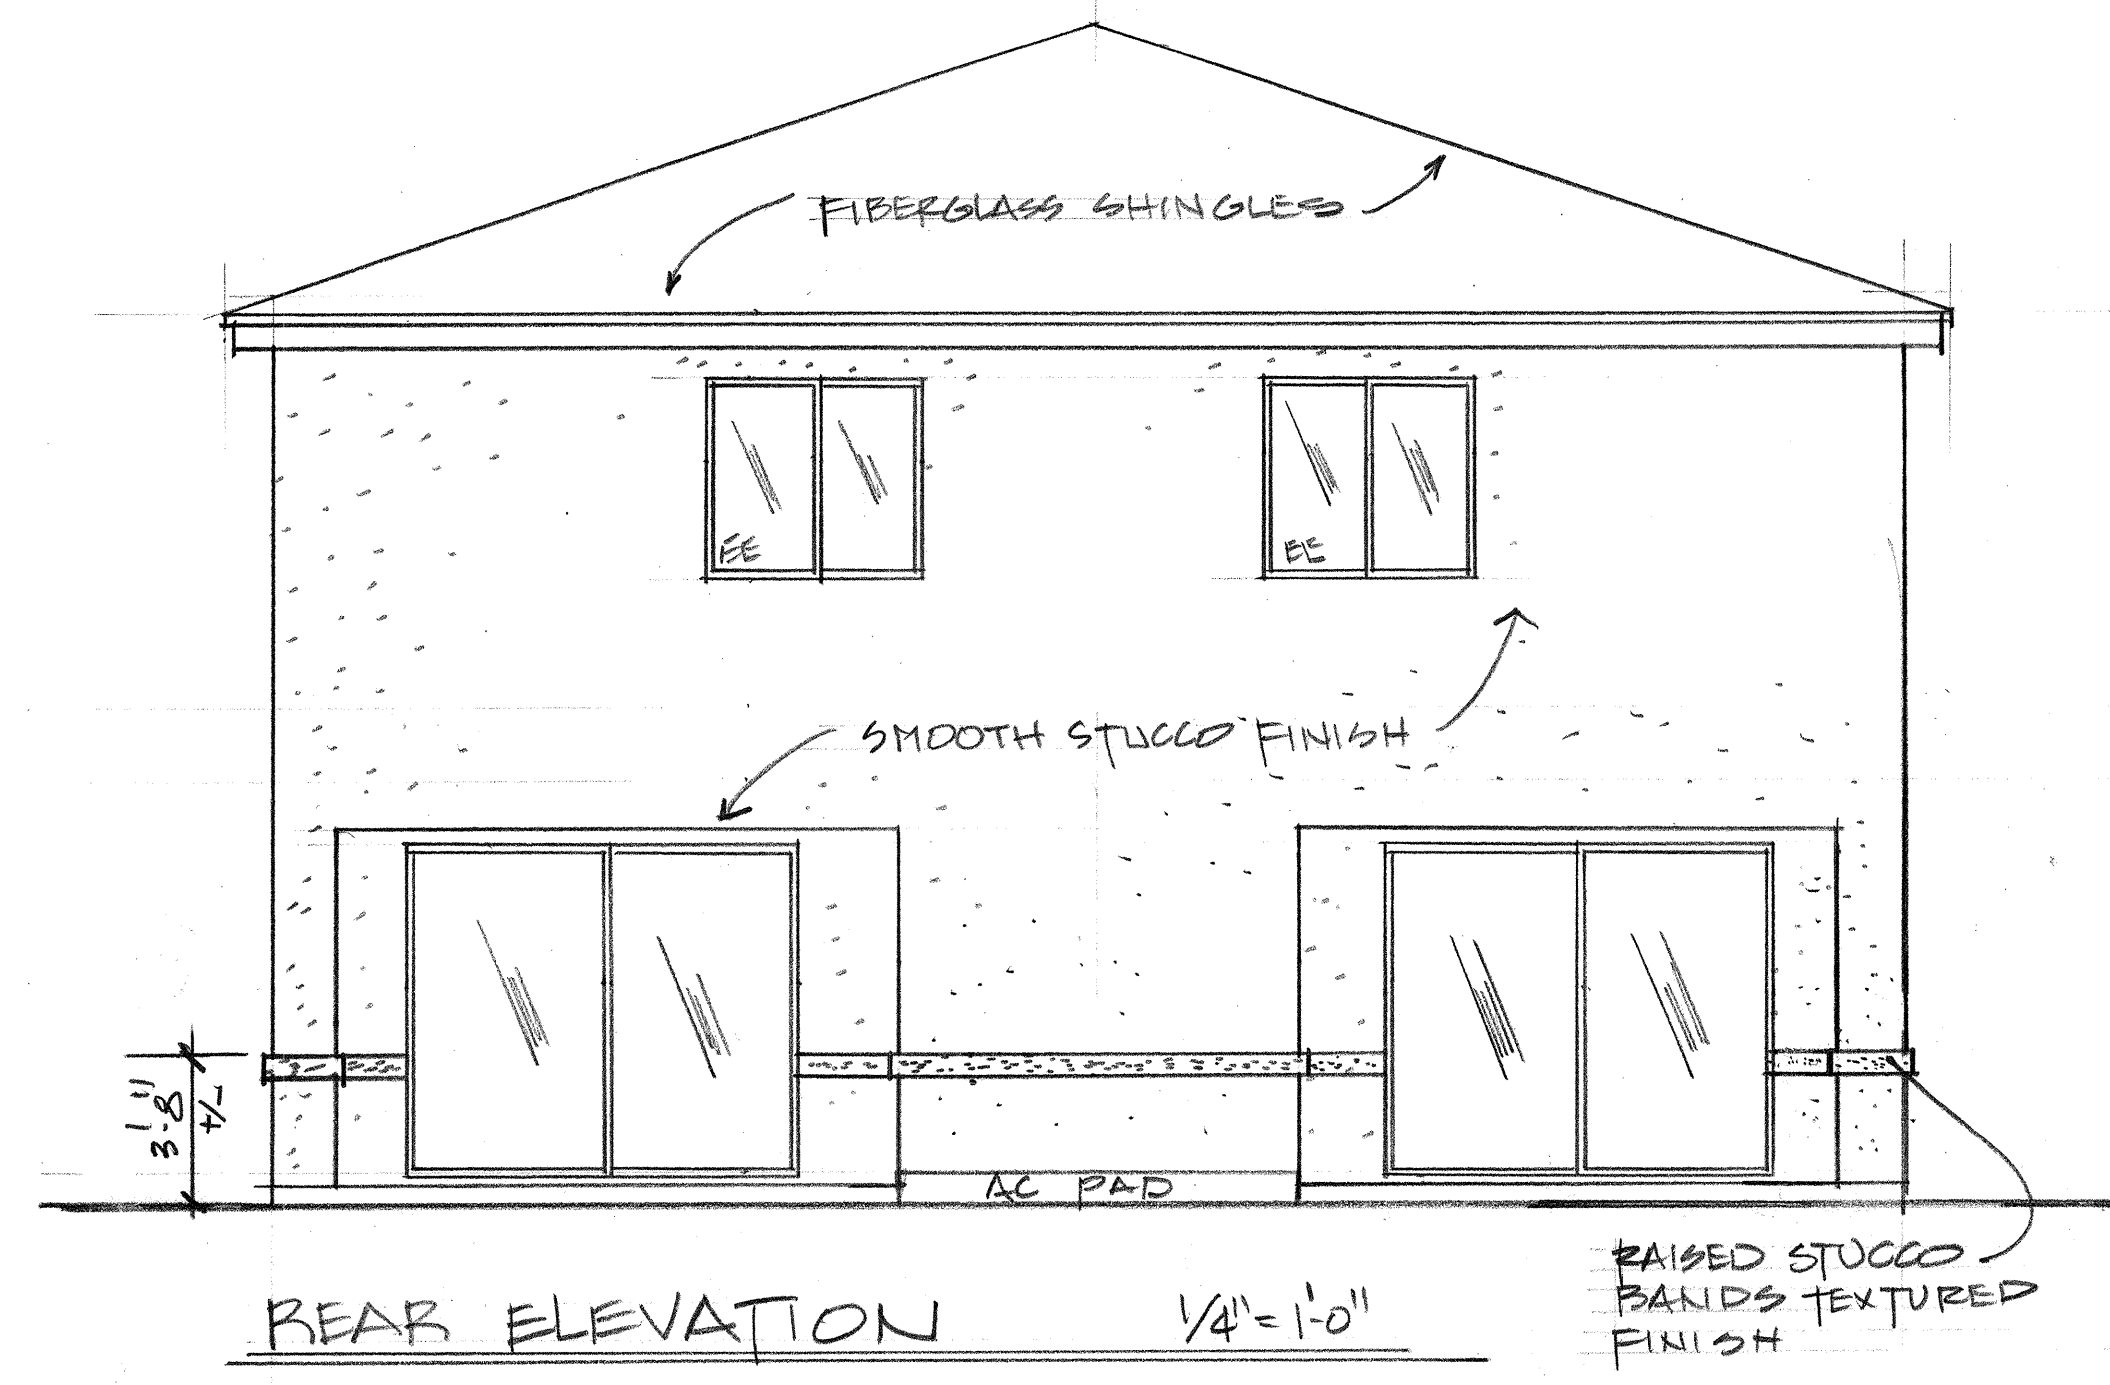 FIBERGLASS SHINGLES
EE
EE
SMOOTH STUCCO FINISH
3'-8"
+/-
AC PAD
RAISED STUCCO
BANDS TEXTURED
FINISH
REAR ELEVATION 1/4" = 1'-0"